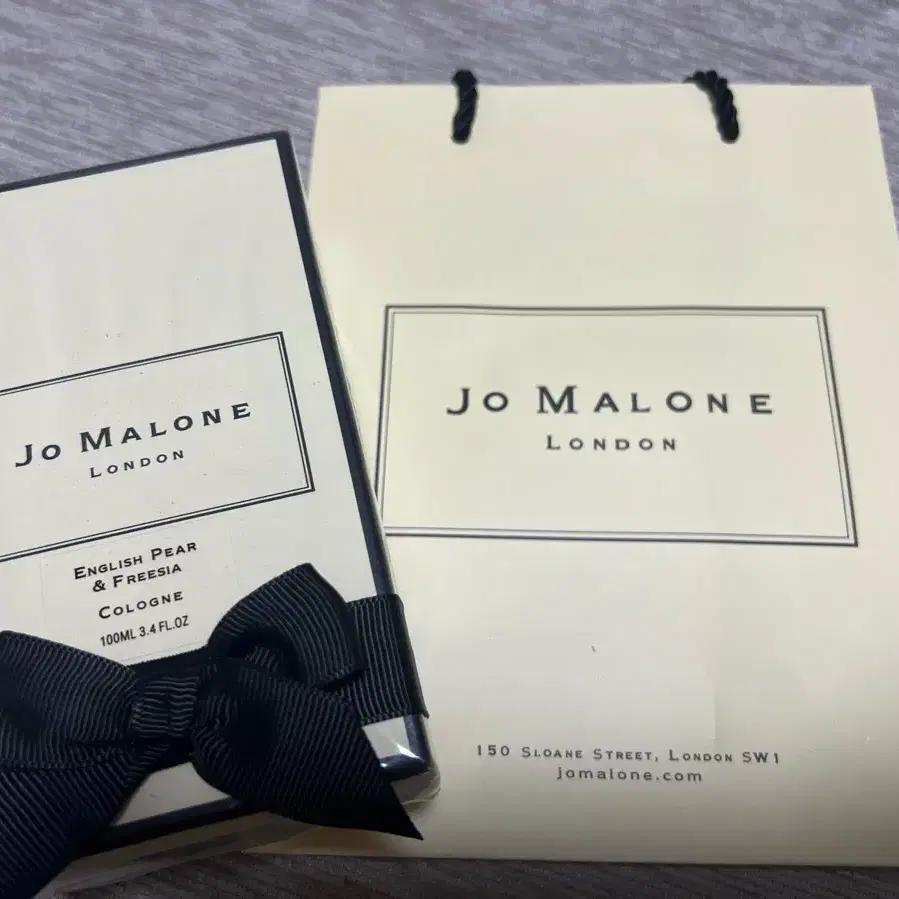 Jo Malone
London
English Pear
& Freesia
Cologne
100ML 3.4 FL.OZ
Jo Malone
London
150 Sloane Street, London SW1
jomalone.com